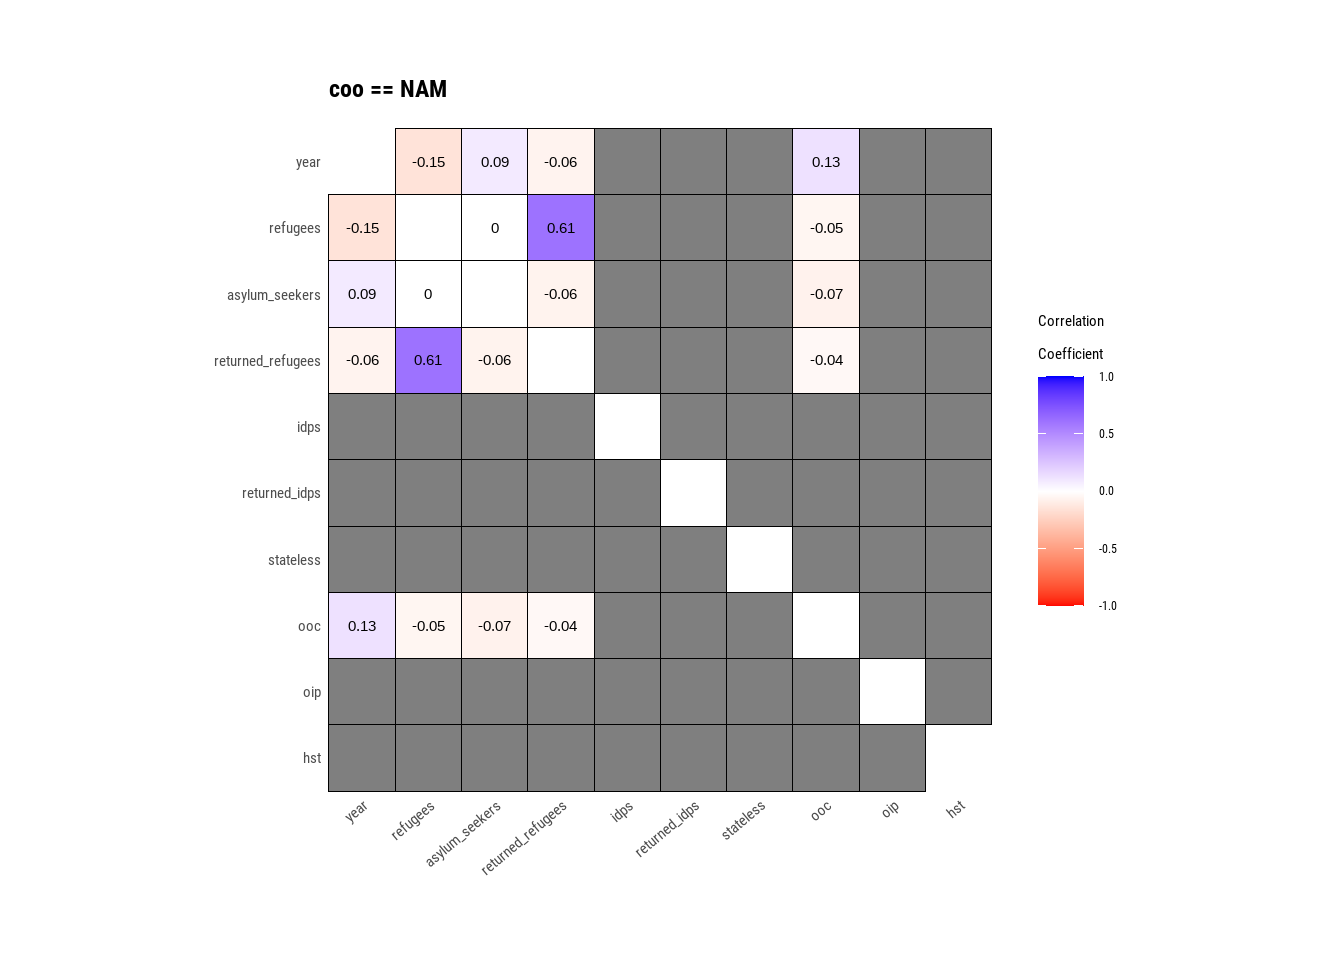 coo == NAM
year -0.15 0.09 -0.06 0.13
refugees -0.15 0 0.61 -0.05
asylum_seekers 0.09 0 -0.06 -0.07
returned_refugees -0.06 0.61 -0.06 -0.04
idps
returned_idps
stateless
ooc 0.13 -0.05 -0.07 -0.04
oip
hst
year refugees asylum_seekers returned_refugees idps returned_idps stateless ooc oip hst
Correlation
Coefficient
1.0
0.5
0.0
-0.5
-1.0